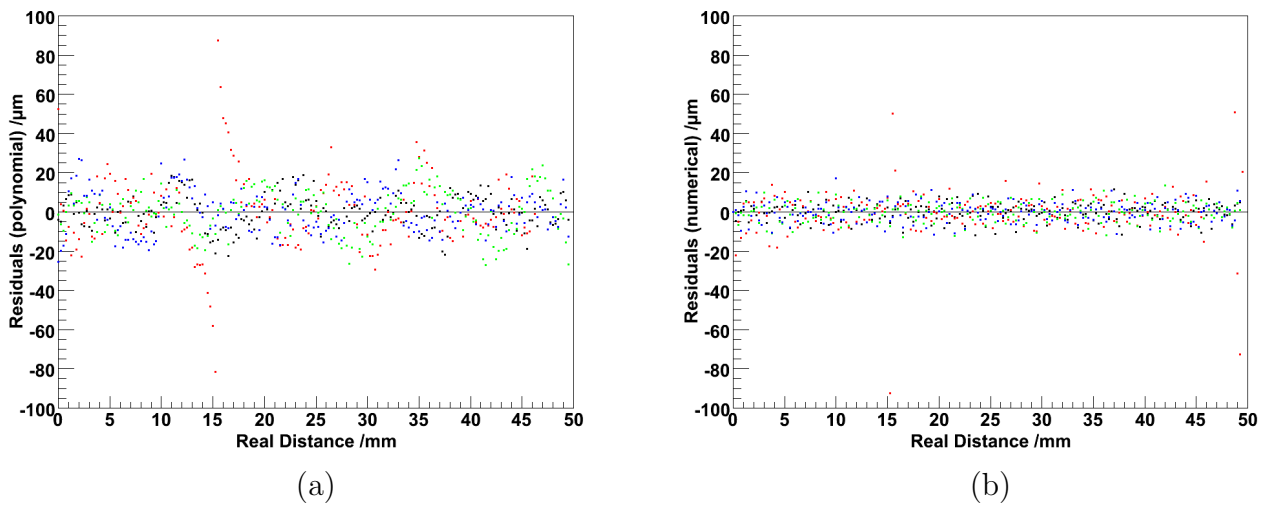 100
80
60
40
20
0
-20
-40
-60
-80
-100
Residuals (polynomial) /μm
0 5 10 15 20 25 30 35 40 45 50
Real Distance /mm
(a)
100
80
60
40
20
0
-20
-40
-60
-80
-100
Residuals (numerical) /μm
0 5 10 15 20 25 30 35 40 45 50
Real Distance /mm
(b)